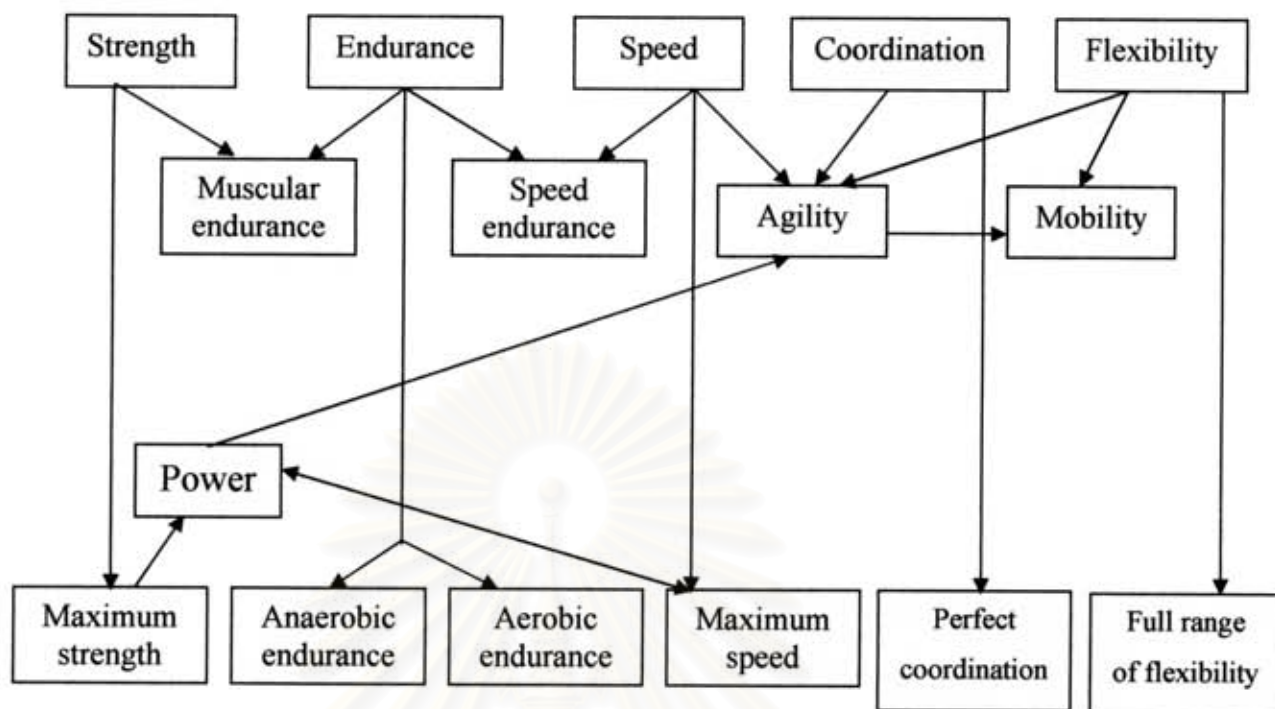 Strength
Endurance
Speed
Coordination
Flexibility
Muscular
endurance
Speed
endurance
Agility
Mobility
Power
Maximum
strength
Anaerobic
endurance
Aerobic
endurance
Maximum
speed
Perfect
coordination
Full range
of flexibility